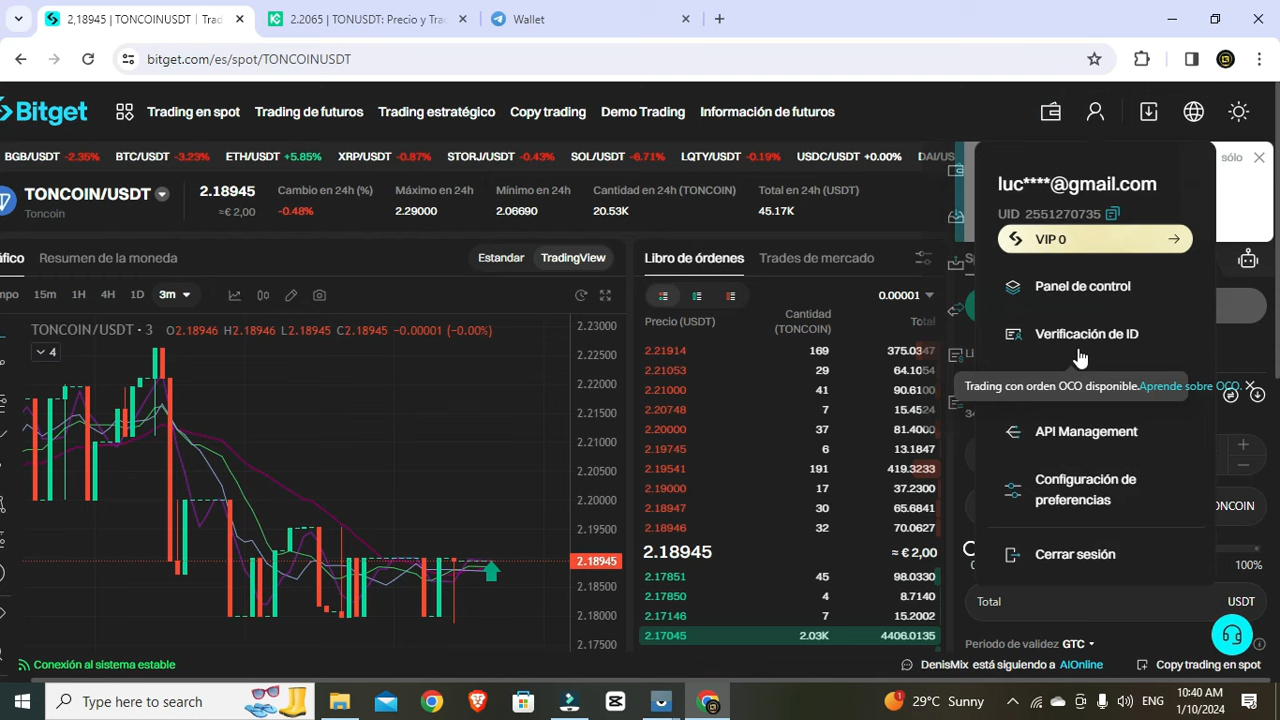 2,18945 | TONCOINUSDT | Trad
2.2065 | TONUSDT: Precio y Tra
Wallet
bitget.com/es/spot/TONCOINUSDT
Bitget
Trading en spot
Trading de futuros
Trading estratégico
Copy trading
Demo Trading
Información de futuros
BGB/USDT -2.35% BTC/USDT -3.23% ETH/USDT +5.85% XRP/USDT -0.87% STORJ/USDT -0.43% SOL/USDT -6.71% LQTY/USDT -0.19% USDC/USDT +0.00% DAI/US
sólo
TONCOIN/USDT
Toncoin
2.18945
≈€ 2,00
Cambio en 24h (%)
-0.48%
Máximo en 24h
2.29000
Mínimo en 24h
2.06690
Cantidad en 24h (TONCOIN)
20.53K
Total en 24h (USDT)
45.17K
luc****@gmail.com
UID 2551270735
VIP 0
Panel de control
Verificación de ID
Trading con orden OCO disponible.Aprende sobre OCO.
API Management
Configuración de
preferencias
Cerrar sesión
áfico
Resumen de la moneda
Estandar
TradingView
mpo 15m 1H 4H 1D 3m
TONCOIN/USDT · 3 O2.18946 H2.18946 L2.18945 C2.18945 -0.00001 (-0.00%)
4
2.23000
2.22500
2.22000
2.21500
2.21000
2.20500
2.20000
2.19500
2.18945
2.18500
2.18000
2.17500
Libro de órdenes
Trades de mercado
0.00001
Precio (USDT)
Cantidad
(TONCOIN)
Total
2.21914 169 375.0347
2.21053 29 64.1054
2.21000 41 90.6100
2.20748 7 15.4524
2.20000 37 81.4000
2.19745 6 13.1847
2.19541 191 419.3233
2.19000 17 37.2300
2.18947 30 65.6841
2.18946 32 70.0627
2.18945 ≈ € 2,00
2.17851 45 98.0330
2.17850 4 8.7140
2.17146 7 15.2002
2.17045 2.03K 4406.0135
ONCOIN
100%
Total
USDT
Periodo de validez GTC
Conexión al sistema estable
DenisMix está siguiendo a AIOnline
Copy trading en spot
Type here to search
29°C Sunny
ENG
10:40 AM
1/10/2024